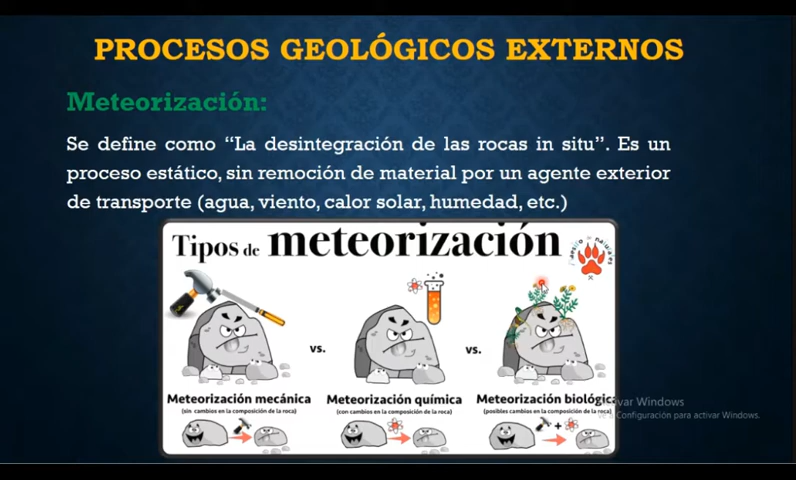 PROCESOS GEOLÓGICOS EXTERNOS
Meteorización:
Se define como “La desintegración de las rocas in situ”. Es un
proceso estático, sin remoción de material por un agente exterior
de transporte (agua, viento, calor solar, humedad, etc.)
Tipos de meteorización
vs.
vs.
Meteorización mecánica
(sin cambios en la composición de la roca)
Meteorización química
(con cambios en la composición de la roca)
Meteorización biológica
(posibles cambios en la composición de la roca)
var Windows
Configuración para activar Windows.